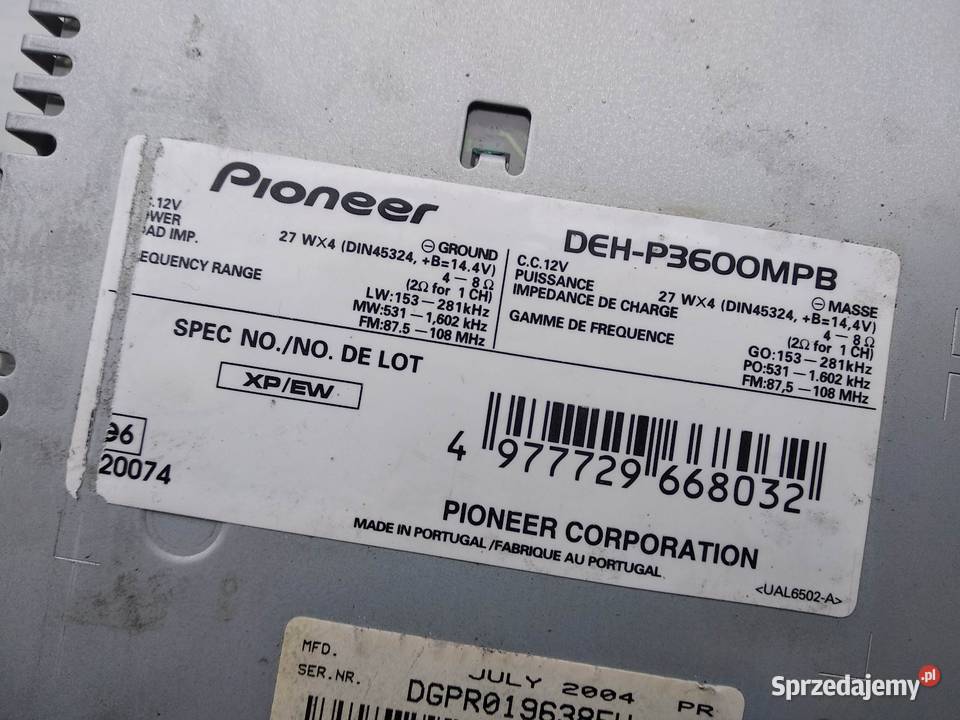 Pioneer
DEH-P3600MPB
.C.12V
OWER
OAD IMP.
EQUENCY RANGE
⊖ GROUND
27 WX4 (DIN45324, +B=14.4V)
4 – 8 Ω
(2Ω for 1 CH)
LW:153 – 281kHz
MW:531 – 1,602 kHz
FM:87.5 – 108 MHz
C.C.12V
PUISSANCE
IMPEDANCE DE CHARGE
GAMME DE FREQUENCE
⊖ MASSE
27 WX4 (DIN45324, +B=14,4V)
4 – 8 Ω
(2Ω for 1 CH)
GO:153 – 281kHz
PO:531 – 1.602 kHz
FM:87,5 – 108 MHz
SPEC NO./NO. DE LOT
XP/EW
e6
20074
4 977729 668032
PIONEER CORPORATION
MADE IN PORTUGAL/FABRIQUE AU PORTUGAL
<UAL6502-A>
MFD. JULY 2004 PR
SER.NR.
Sprzedajemy.pl